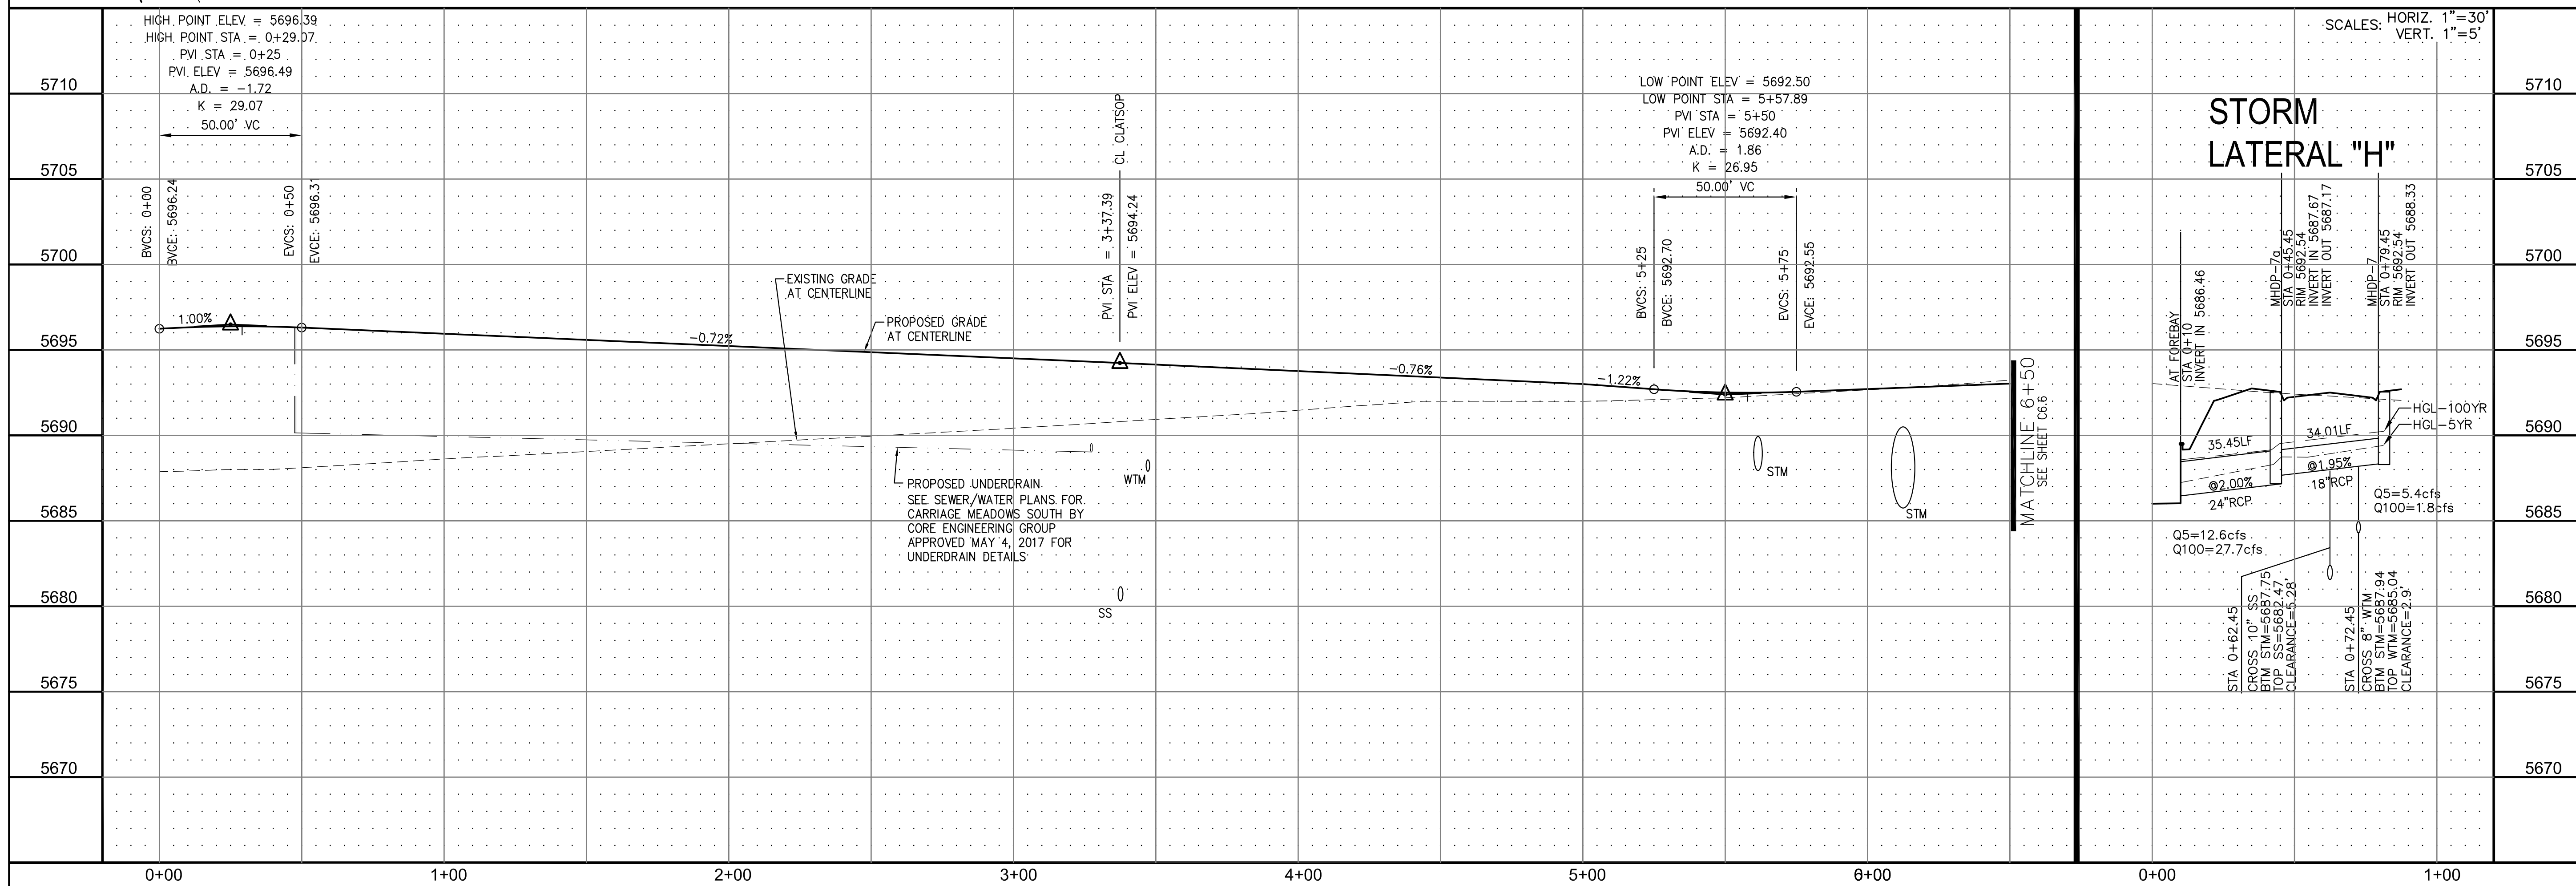 HIGH POINT ELEV = 5696.39
HIGH POINT STA = 0+29.07
PVI STA = 0+25
PVI ELEV = 5696.49
A.D. = -1.72
K = 29.07
50.00' VC
BVCS: 0+00
BVCE: 5696.24
EVCS: 0+50
EVCE: 5696.31
1.00%
-0.72%
EXISTING GRADE
AT CENTERLINE
PROPOSED GRADE
AT CENTERLINE
PROPOSED UNDERDRAIN
SEE SEWER/WATER PLANS FOR
CARRIAGE MEADOWS SOUTH BY
CORE ENGINEERING GROUP
APPROVED MAY 4, 2017 FOR
UNDERDRAIN DETAILS
PVI STA = 3+37.39
PVI ELEV = 5694.24
CL CLATSOP
WTM
SS
-0.76%
-1.22%
LOW POINT ELEV = 5692.50
LOW POINT STA = 5+57.89
PVI STA = 5+50
PVI ELEV = 5692.40
A.D. = 1.86
K = 26.95
50.00' VC
BVCS: 5+25
BVCE: 5692.70
EVCS: 5+75
EVCE: 5692.55
STM
STM
MATCHLINE 6+50
SEE SHEET C6.6
5710
5705
5700
5695
5690
5685
5680
5675
5670
0+00
1+00
2+00
3+00
4+00
5+00
6+00
SCALES: HORIZ. 1"=30'
VERT. 1"=5'
STORM
LATERAL "H"
AT FOREBAY
STA 0+10
INVERT IN 5686.46
MHDP-7a
STA 0+45.45
RIM 5692.54
INVERT IN 5687.67
INVERT OUT 5687.17
MHDP-7
STA 0+79.45
RIM 5692.54
INVERT OUT 5688.33
HGL-100YR
HGL-5YR
35.45LF
34.01LF
@2.00%
24"RCP
@1.95%
18"RCP
Q5=5.4cfs
Q100=1.8cfs
Q5=12.6cfs
Q100=27.7cfs
STA 0+62.45
CROSS 10" SS
BTM STM=5687.75
TOP SS=5682.47
CLEARANCE=5.28'
STA 0+72.45
CROSS 8" WTM
BTM STM=5687.94
TOP WTM=5685.04
CLEARANCE=2.9'
5710
5705
5700
5695
5690
5685
5680
5675
5670
0+00
1+00